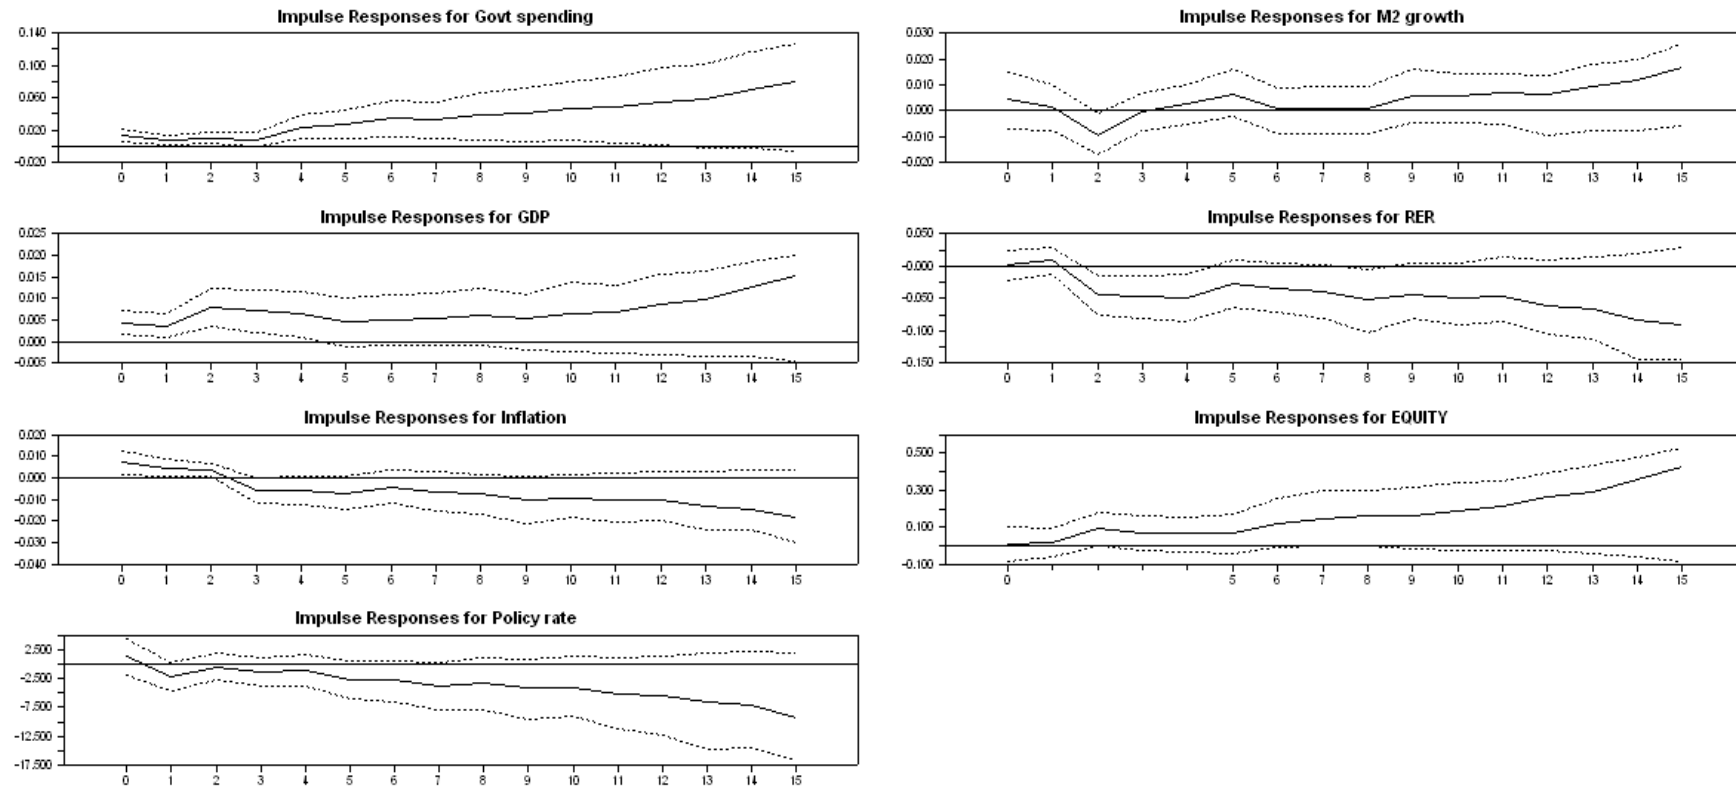 Impulse Responses for Govt spending
0.140
0.100
0.060
0.020
-0.020
0 1 2 3 4 5 6 7 8 9 10 11 12 13 14 15
Impulse Responses for M2 growth
0.030
0.020
0.010
0.000
-0.010
-0.020
0 1 2 3 4 5 6 7 8 9 10 11 12 13 14 15
Impulse Responses for GDP
0.025
0.020
0.015
0.010
0.005
0.000
-0.005
0 1 2 3 4 5 6 7 8 9 10 11 12 13 14 15
Impulse Responses for RER
0.050
-0.000
-0.050
-0.100
-0.150
0 1 2 3 4 5 6 7 8 9 10 11 12 13 14 15
Impulse Responses for Inflation
0.020
0.010
0.000
-0.010
-0.020
-0.030
-0.040
0 1 2 3 4 5 6 7 8 9 10 11 12 13 14 15
Impulse Responses for EQUITY
0.500
0.300
0.100
-0.100
0 5 6 7 8 9 10 11 12 13 14 15
Impulse Responses for Policy rate
2.500
-2.500
-7.500
-12.500
-17.500
0 1 2 3 4 5 6 7 8 9 10 11 12 13 14 15